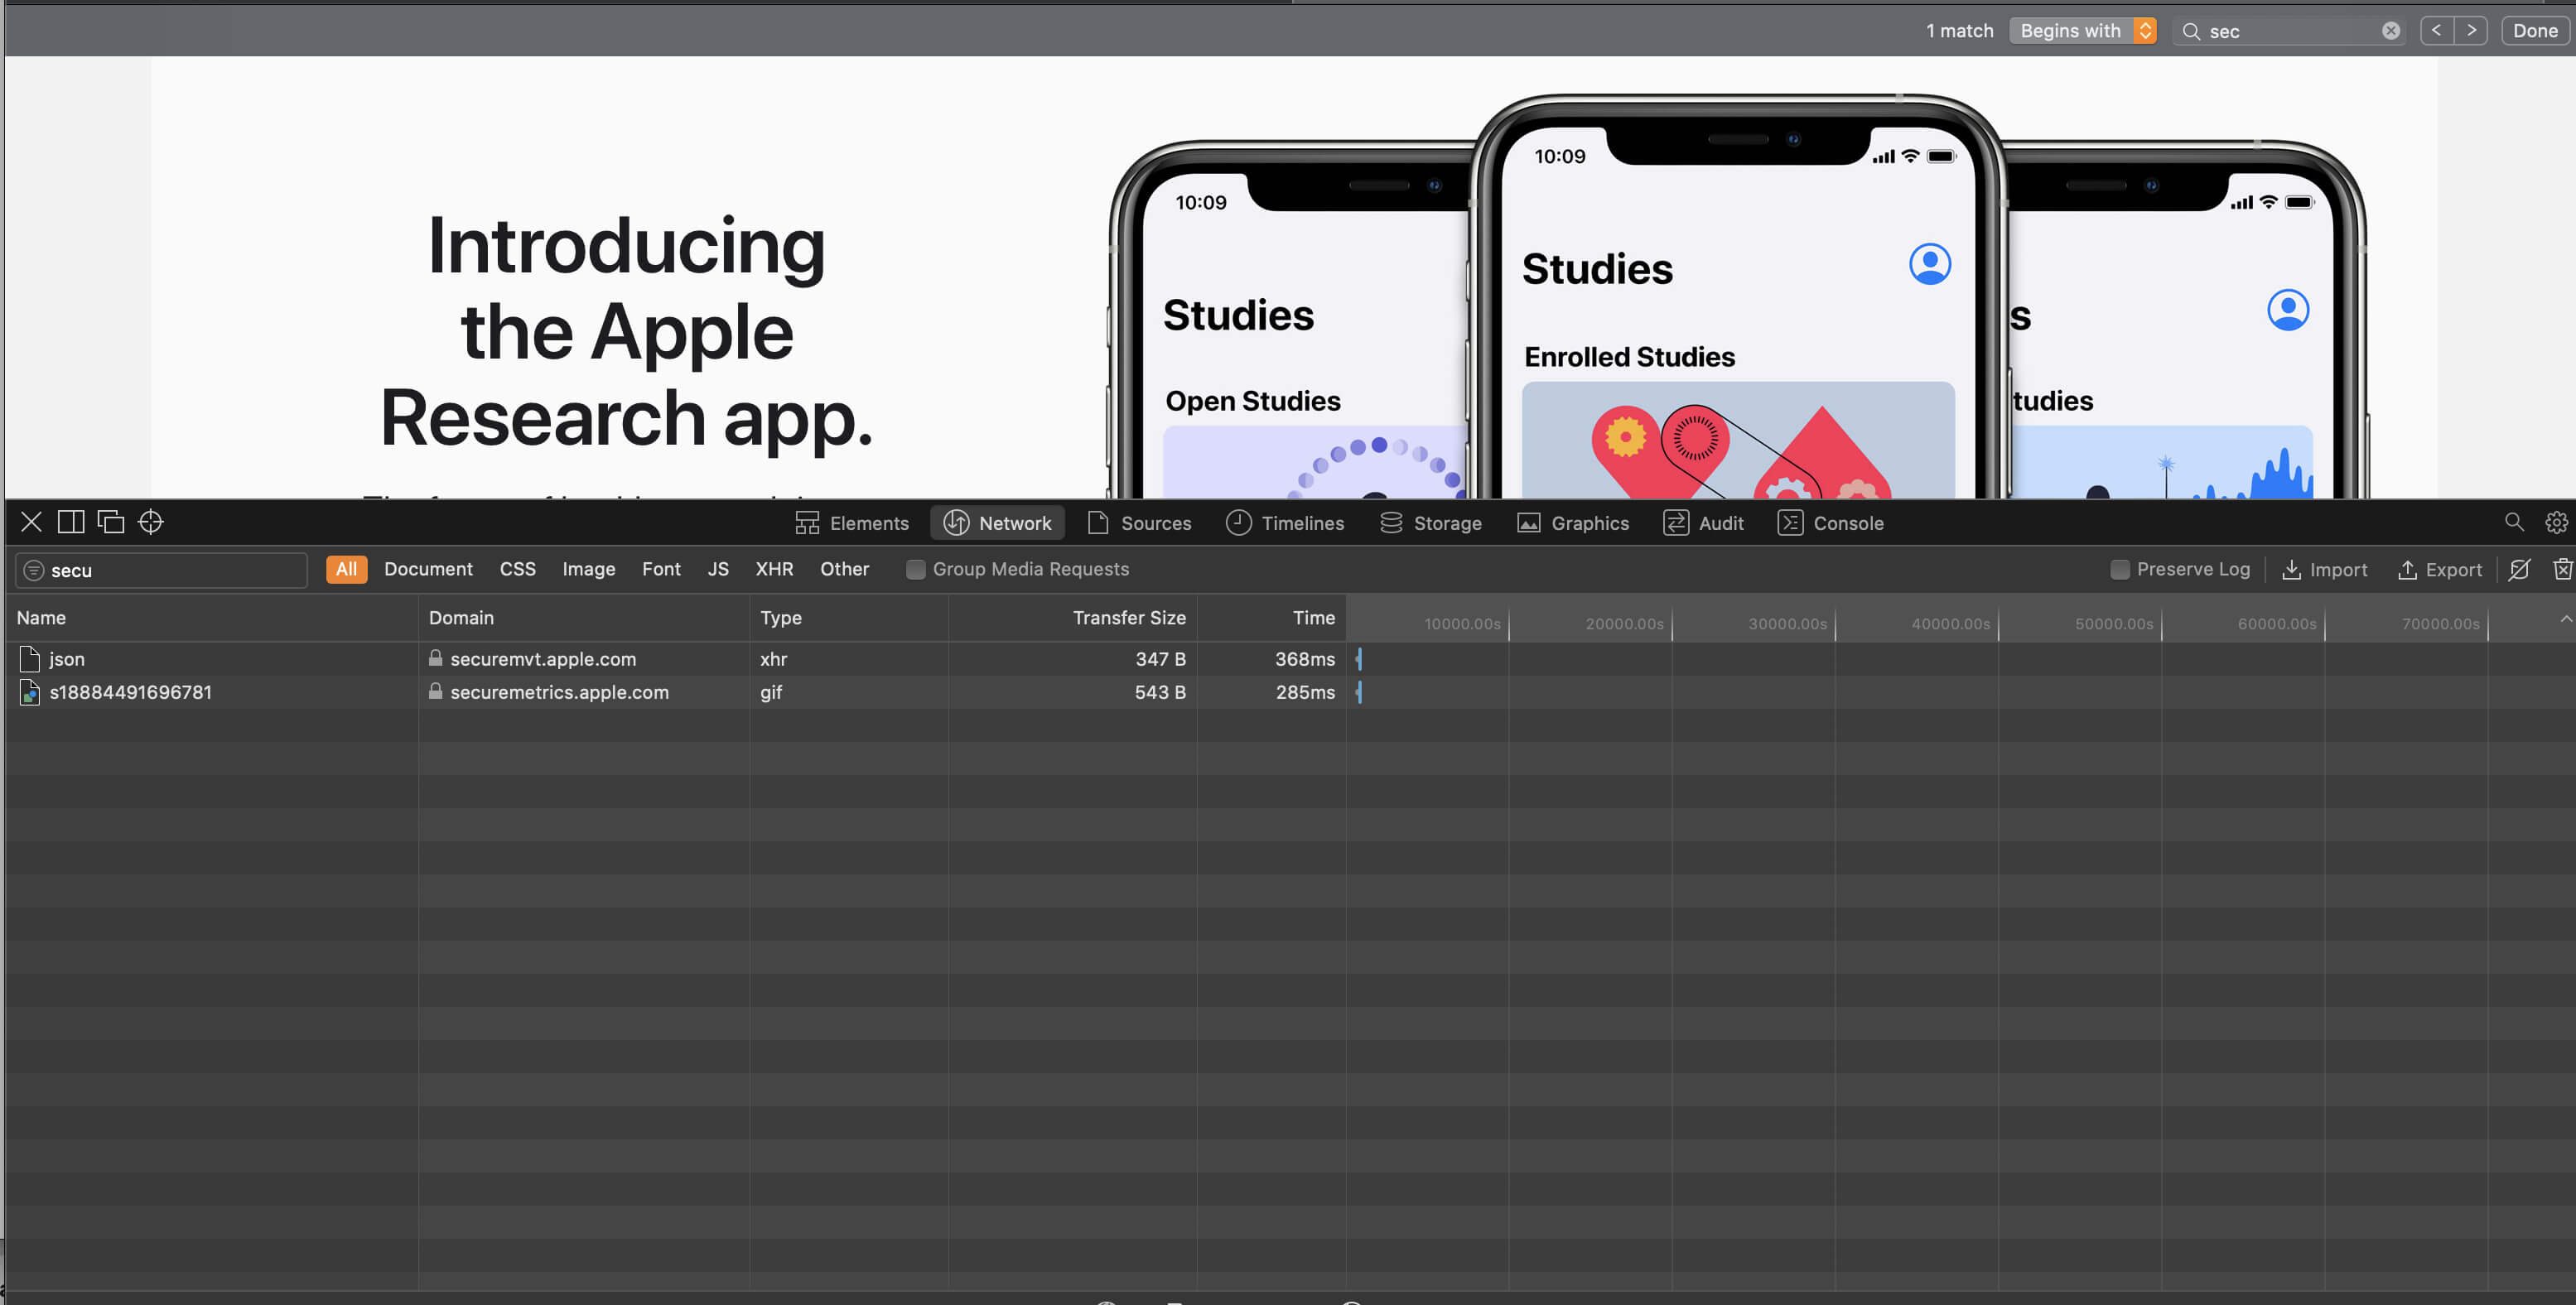 1 match Begins with sec < > Done
Introducing
the Apple
Research app.
10:09
Studies
Open Studies
10:09
Studies
Enrolled Studies
s
tudies
Elements Network Sources Timelines Storage Graphics Audit Console
secu All Document CSS Image Font JS XHR Other Group Media Requests Preserve Log Import Export
Name Domain Type Transfer Size Time 10000.00s 20000.00s 30000.00s 40000.00s 50000.00s 60000.00s 70000.00s
json securemvt.apple.com xhr 347 B 368ms
s18884491696781 securemetrics.apple.com gif 543 B 285ms